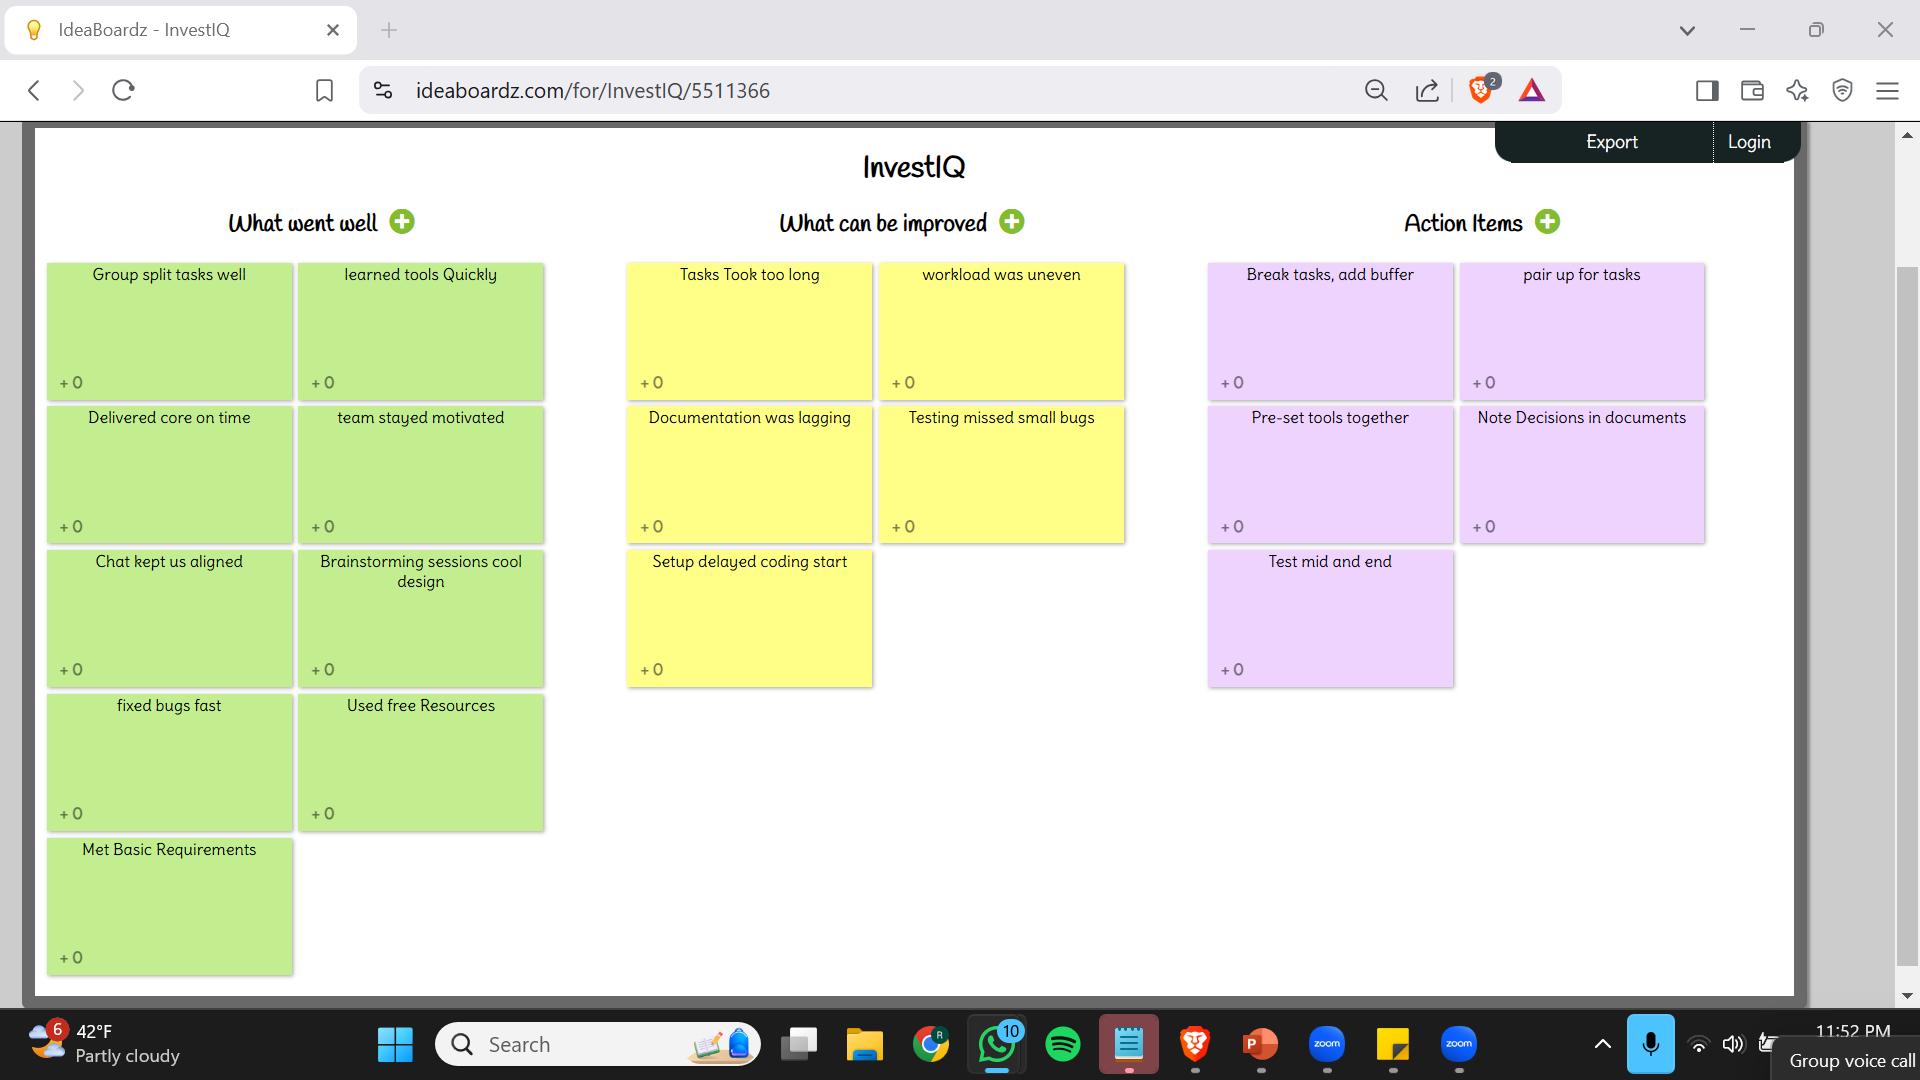 IdeaBoardz - InvestIQ
ideaboardz.com/for/InvestIQ/5511366
2
Export
Login
InvestIQ
What went well
What can be improved
Action Items
Group split tasks well
learned tools Quickly
Tasks Took too long
workload was uneven
Break tasks, add buffer
pair up for tasks
+ 0
+ 0
+ 0
+ 0
+ 0
+ 0
Delivered core on time
team stayed motivated
Documentation was lagging
Testing missed small bugs
Pre-set tools together
Note Decisions in documents
+ 0
+ 0
+ 0
+ 0
+ 0
+ 0
Chat kept us aligned
Brainstorming sessions cool
design
Setup delayed coding start
Test mid and end
+ 0
+ 0
+ 0
+ 0
fixed bugs fast
Used free Resources
+ 0
+ 0
Met Basic Requirements
+ 0
6
42°F
Partly cloudy
Search
R
10
P
zoom
zoom
11:52 PM
Group voice call